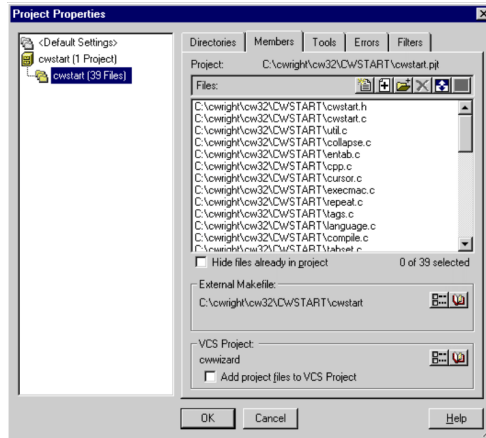 Project Properties
<Default Settings>
cwstart (1 Project)
cwstart (39 Files)
Directories Members Tools Errors Filters
Project: C:\cwright\cw32\CWSTART\cwstart.pjt
Files:
C:\cwright\cw32\CWSTART\cwstart.h
C:\cwright\cw32\CWSTART\cwstart.c
C:\cwright\cw32\CWSTART\util.c
C:\cwright\cw32\CWSTART\collapse.c
C:\cwright\cw32\CWSTART\entab.c
C:\cwright\cw32\CWSTART\cpp.c
C:\cwright\cw32\CWSTART\cursor.c
C:\cwright\cw32\CWSTART\execmac.c
C:\cwright\cw32\CWSTART\repeat.c
C:\cwright\cw32\CWSTART\tags.c
C:\cwright\cw32\CWSTART\language.c
C:\cwright\cw32\CWSTART\compile.c
C:\cwright\cw32\CWSTART\tabset.c
Hide files already in project 0 of 39 selected
External Makefile:
C:\cwright\cw32\CWSTART\cwstart
VCS Project:
cwwizard
Add project files to VCS Project
OK Cancel Help